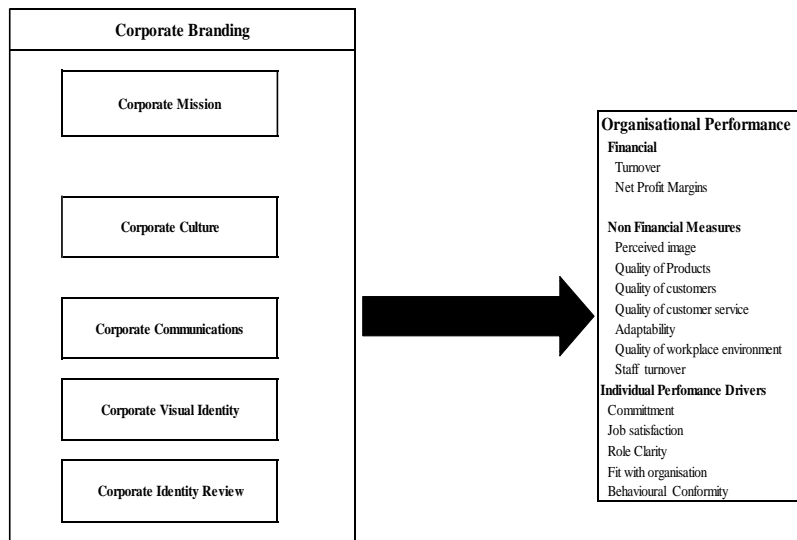 Corporate Branding
Corporate Mission
Corporate Culture
Corporate Communications
Corporate Visual Identity
Corporate Identity Review
Organisational Performance
Financial
Turnover
Net Profit Margins
Non Financial Measures
Perceived image
Quality of Products
Quality of customers
Quality of customer service
Adaptability
Quality of workplace environment
Staff turnover
Individual Perfomance Drivers
Committment
Job satisfaction
Role Clarity
Fit with organisation
Behavioural Conformity